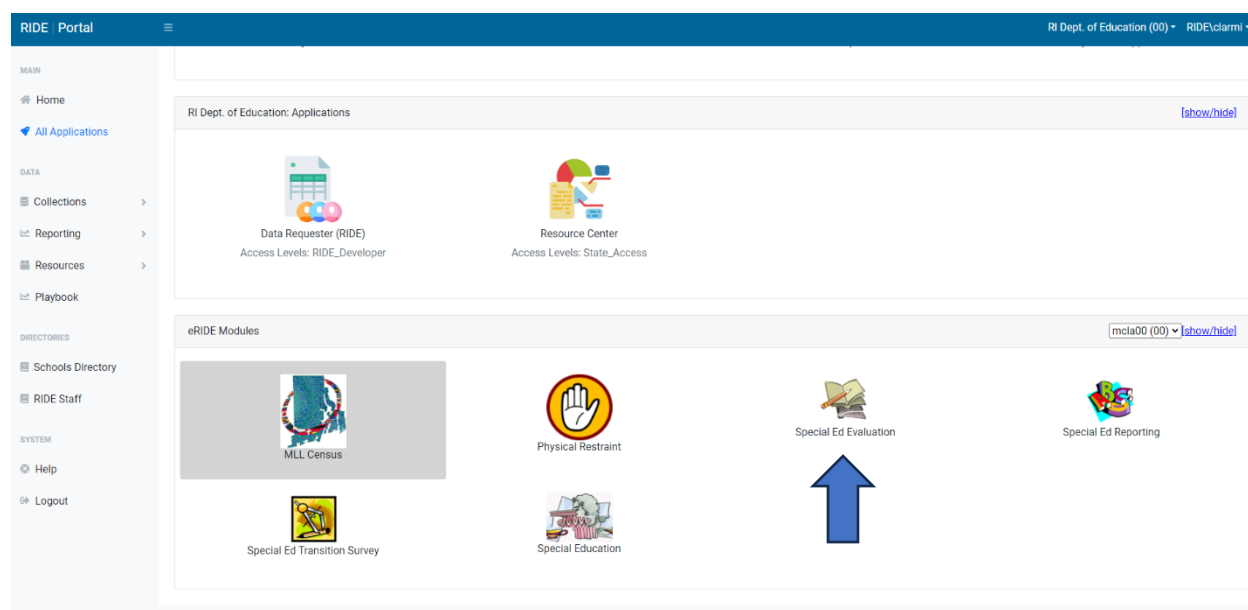 RIDE | Portal
RI Dept. of Education (00)
RIDE\clarmi
MAIN
Home
All Applications
DATA
Collections
Reporting
Resources
Playbook
DIRECTORIES
Schools Directory
RIDE Staff
SYSTEM
Help
Logout
RI Dept. of Education: Applications
[show/hide]
Data Requester (RIDE)
Access Levels: RIDE_Developer
Resource Center
Access Levels: State_Access
eRIDE Modules
mcla00 (00)
[show/hide]
MLL Census
Physical Restraint
Special Ed Evaluation
Special Ed Reporting
Special Ed Transition Survey
Special Education